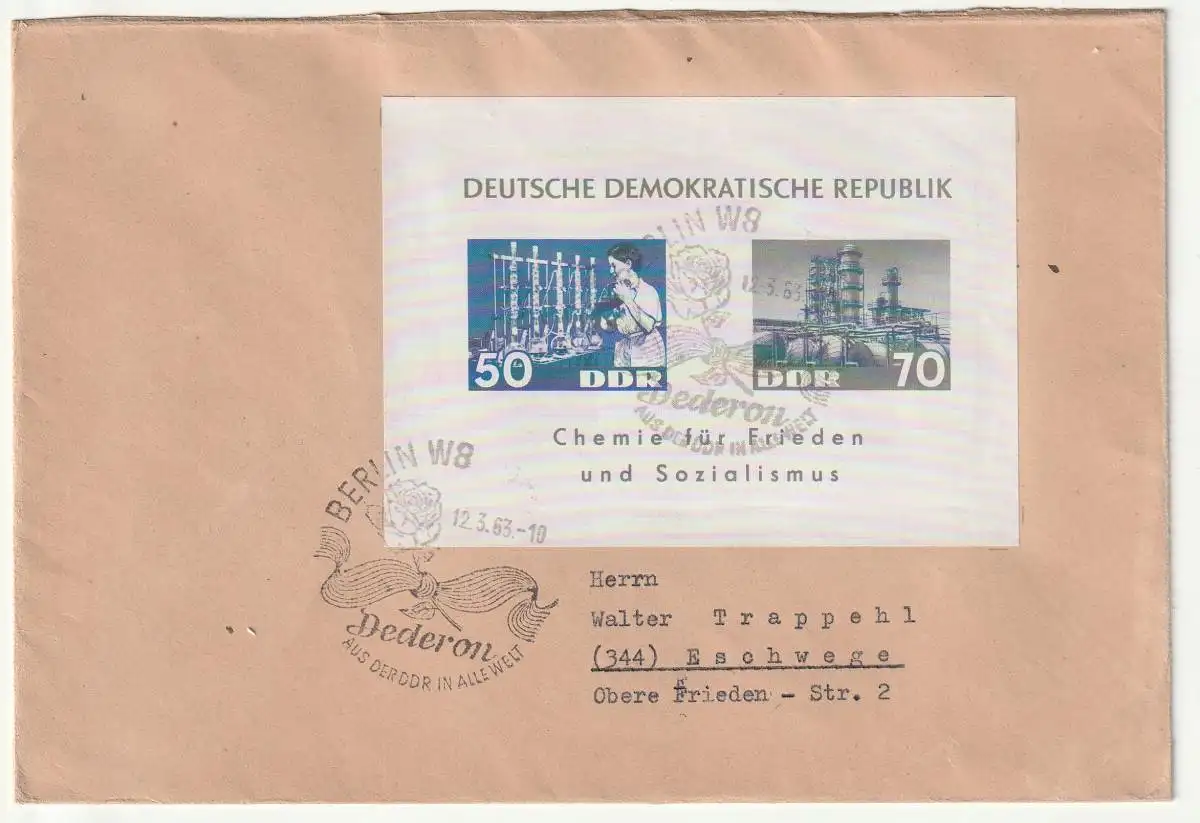 DEUTSCHE DEMOKRATISCHE REPUBLIK
BERLIN W8
12.3.63
50 DDR
DDR 70
Dederon
AUS DER DDR IN ALLE WELT
Chemie für Frieden
und Sozialismus
BERLIN W8
12.3.63.-10
Dederon
AUS DER DDR IN ALLE WELT
Herrn
Walter Trappehl
(344) Eschwege
Obere Frieden - Str. 2